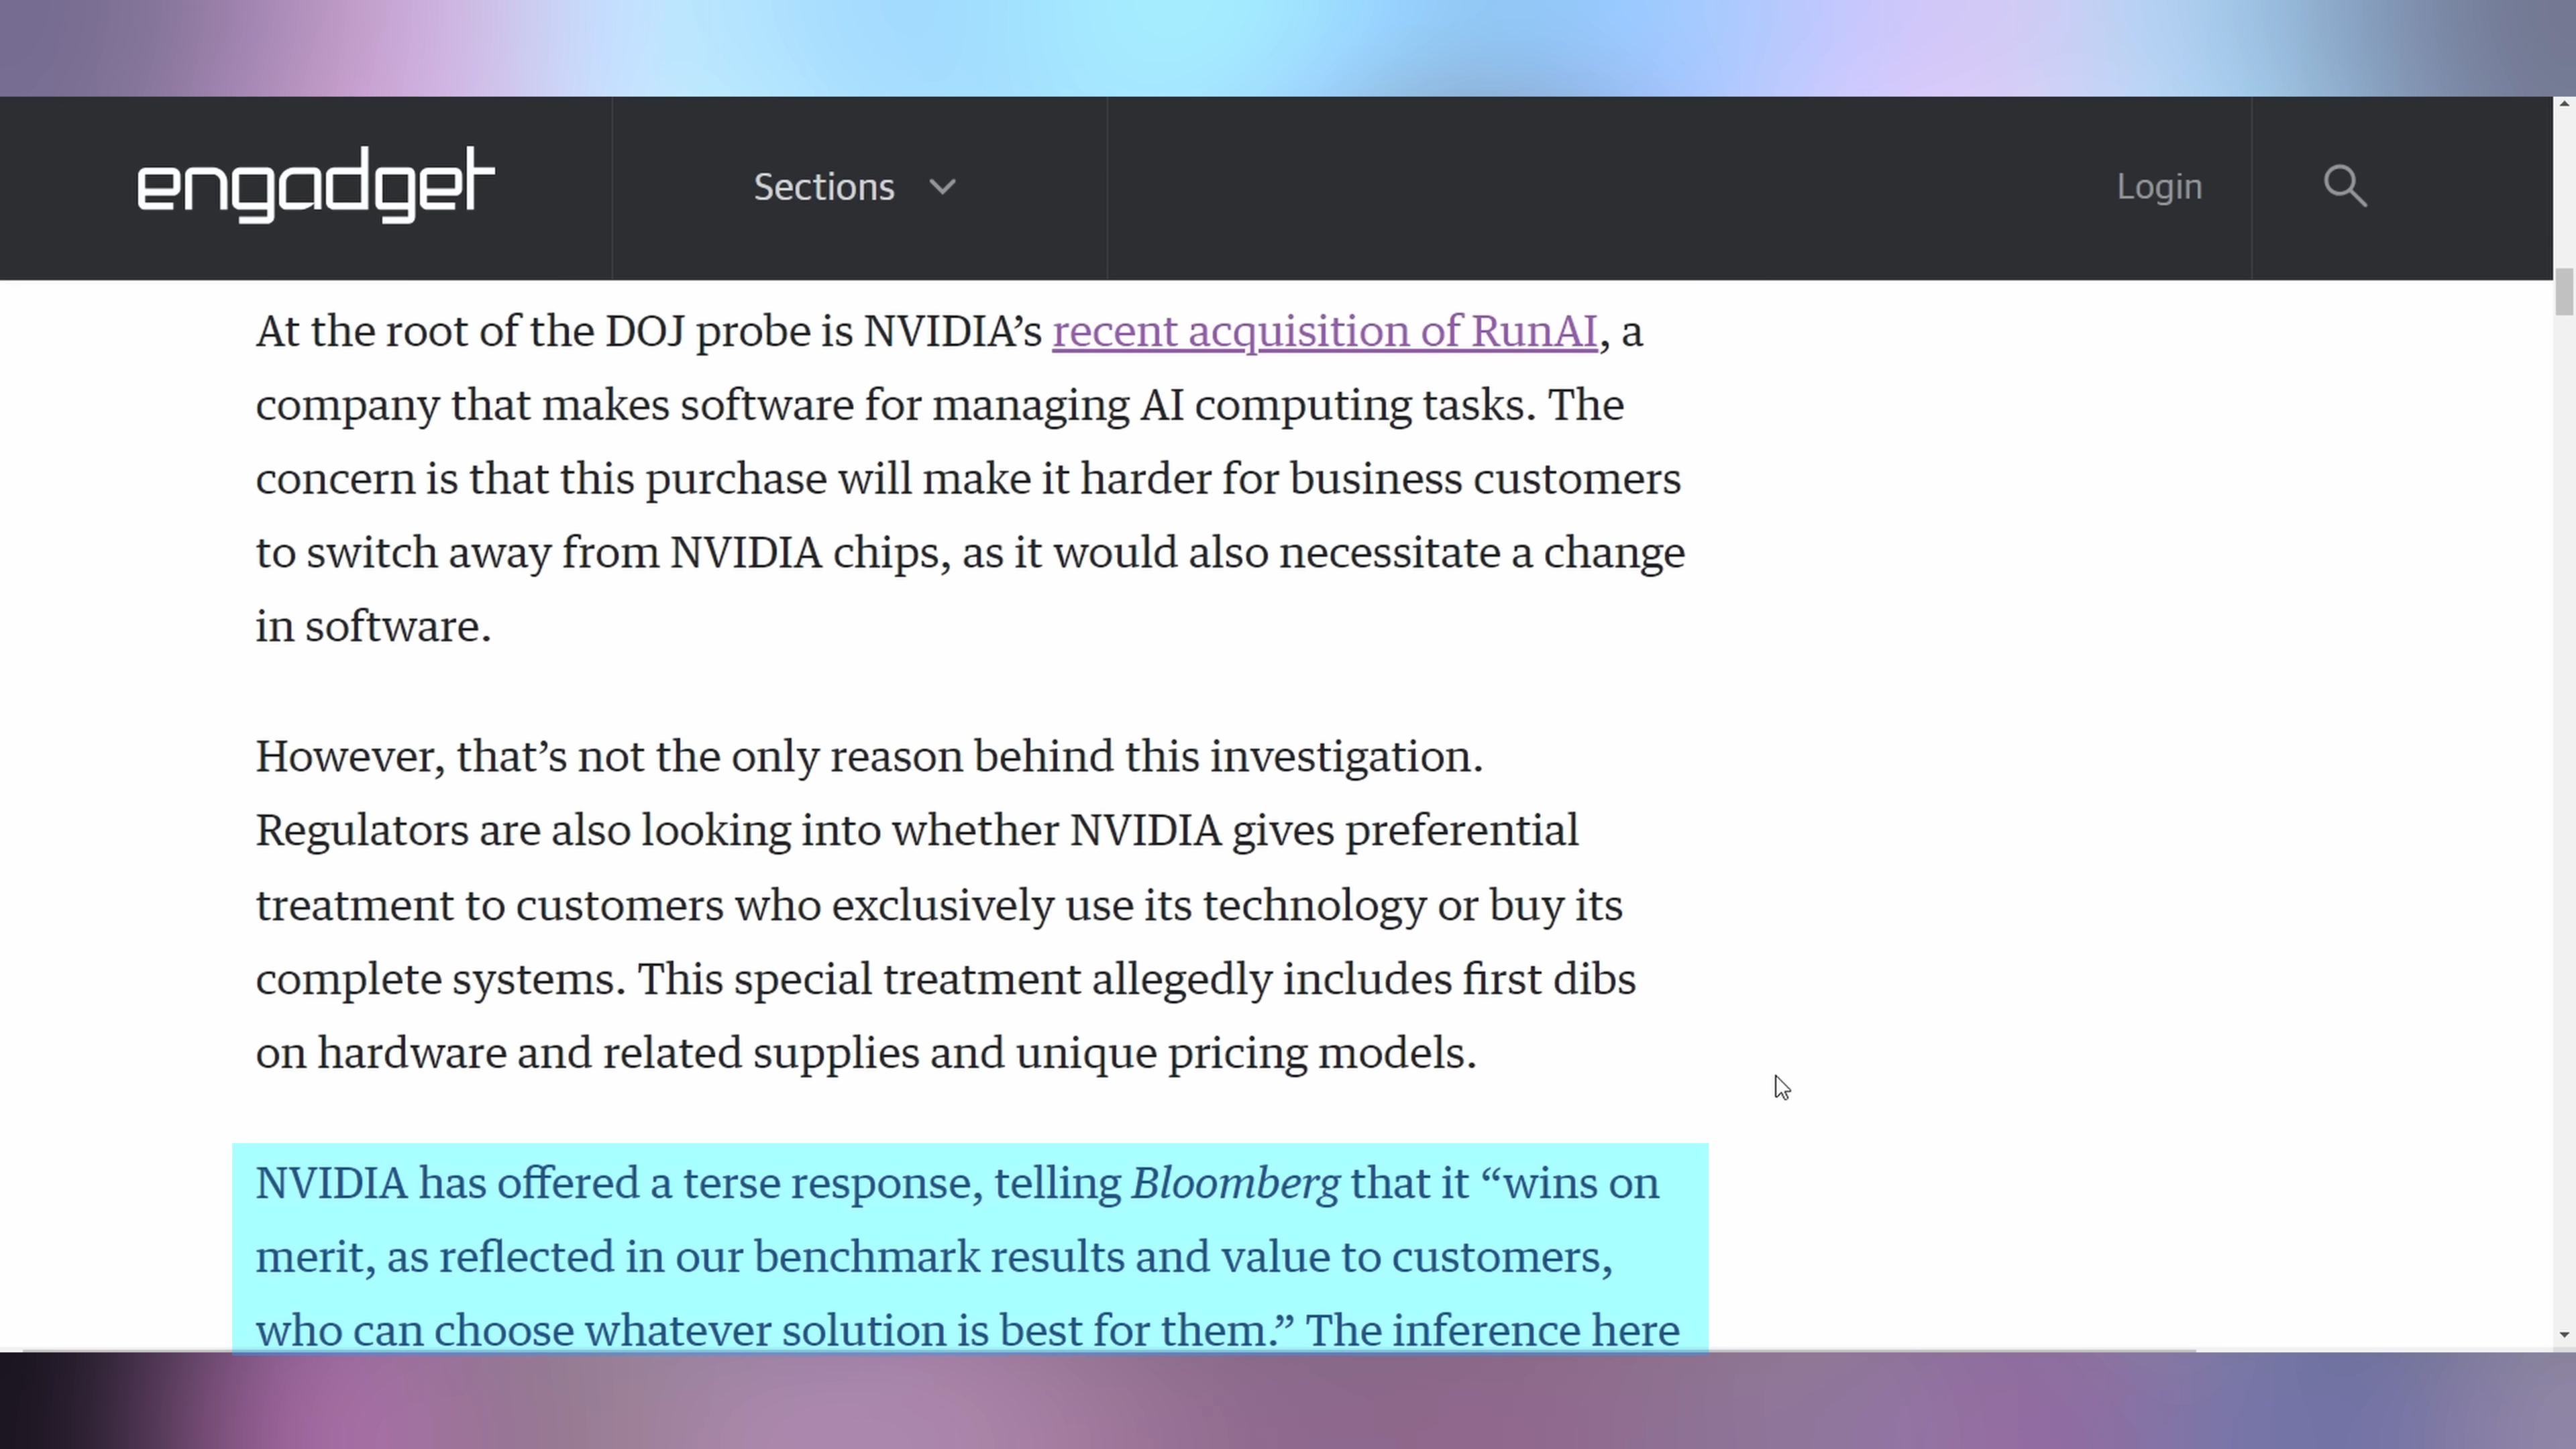 engadget
Sections
Login
At the root of the DOJ probe is NVIDIA’s recent acquisition of RunAI, a
company that makes software for managing AI computing tasks. The
concern is that this purchase will make it harder for business customers
to switch away from NVIDIA chips, as it would also necessitate a change
in software.
However, that’s not the only reason behind this investigation.
Regulators are also looking into whether NVIDIA gives preferential
treatment to customers who exclusively use its technology or buy its
complete systems. This special treatment allegedly includes first dibs
on hardware and related supplies and unique pricing models.
NVIDIA has offered a terse response, telling Bloomberg that it “wins on
merit, as reflected in our benchmark results and value to customers,
who can choose whatever solution is best for them.” The inference here